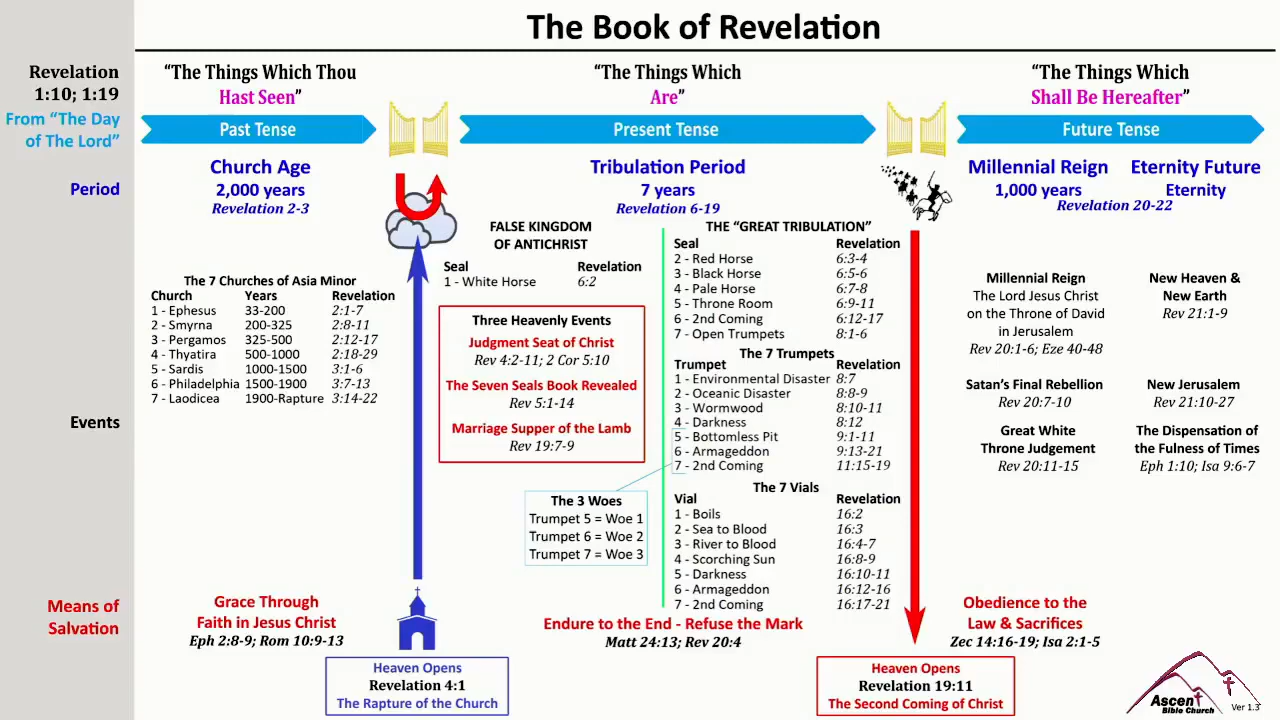 The Book of Revelation
Revelation
1:10; 1:19
From “The Day
of The Lord”
“The Things Which Thou
Hast Seen”
“The Things Which
Are”
“The Things Which
Shall Be Hereafter”
Past Tense
Present Tense
Future Tense
Period
Church Age
2,000 years
Revelation 2-3
Tribulation Period
7 years
Revelation 6-19
Millennial Reign
1,000 years
Eternity Future
Eternity
Revelation 20-22
Events
The 7 Churches of Asia Minor
Church Years Revelation
1 - Ephesus 33-200 2:1-7
2 - Smyrna 200-325 2:8-11
3 - Pergamos 325-500 2:12-17
4 - Thyatira 500-1000 2:18-29
5 - Sardis 1000-1500 3:1-6
6 - Philadelphia 1500-1900 3:7-13
7 - Laodicea 1900-Rapture 3:14-22
FALSE KINGDOM
OF ANTICHRIST
Seal Revelation
1 - White Horse 6:2
Three Heavenly Events
Judgment Seat of Christ
Rev 4:2-11; 2 Cor 5:10
The Seven Seals Book Revealed
Rev 5:1-14
Marriage Supper of the Lamb
Rev 19:7-9
The 3 Woes
Trumpet 5 = Woe 1
Trumpet 6 = Woe 2
Trumpet 7 = Woe 3
THE “GREAT TRIBULATION”
Seal Revelation
2 - Red Horse 6:3-4
3 - Black Horse 6:5-6
4 - Pale Horse 6:7-8
5 - Throne Room 6:9-11
6 - 2nd Coming 6:12-17
7 - Open Trumpets 8:1-6
The 7 Trumpets
Trumpet Revelation
1 - Environmental Disaster 8:7
2 - Oceanic Disaster 8:8-9
3 - Wormwood 8:10-11
4 - Darkness 8:12
5 - Bottomless Pit 9:1-11
6 - Armageddon 9:13-21
7 - 2nd Coming 11:15-19
The 7 Vials
Vial Revelation
1 - Boils 16:2
2 - Sea to Blood 16:3
3 - River to Blood 16:4-7
4 - Scorching Sun 16:8-9
5 - Darkness 16:10-11
6 - Armageddon 16:12-16
7 - 2nd Coming 16:17-21
Millennial Reign
The Lord Jesus Christ
on the Throne of David
in Jerusalem
Rev 20:1-6; Eze 40-48
Satan’s Final Rebellion
Rev 20:7-10
Great White
Throne Judgement
Rev 20:11-15
New Heaven &
New Earth
Rev 21:1-9
New Jerusalem
Rev 21:10-27
The Dispensation of
the Fulness of Times
Eph 1:10; Isa 9:6-7
Means of
Salvation
Grace Through
Faith in Jesus Christ
Eph 2:8-9; Rom 10:9-13
Endure to the End - Refuse the Mark
Matt 24:13; Rev 20:4
Obedience to the
Law & Sacrifices
Zec 14:16-19; Isa 2:1-5
Heaven Opens
Revelation 4:1
The Rapture of the Church
Heaven Opens
Revelation 19:11
The Second Coming of Christ
Ascent
Bible Church
Ver 1.3